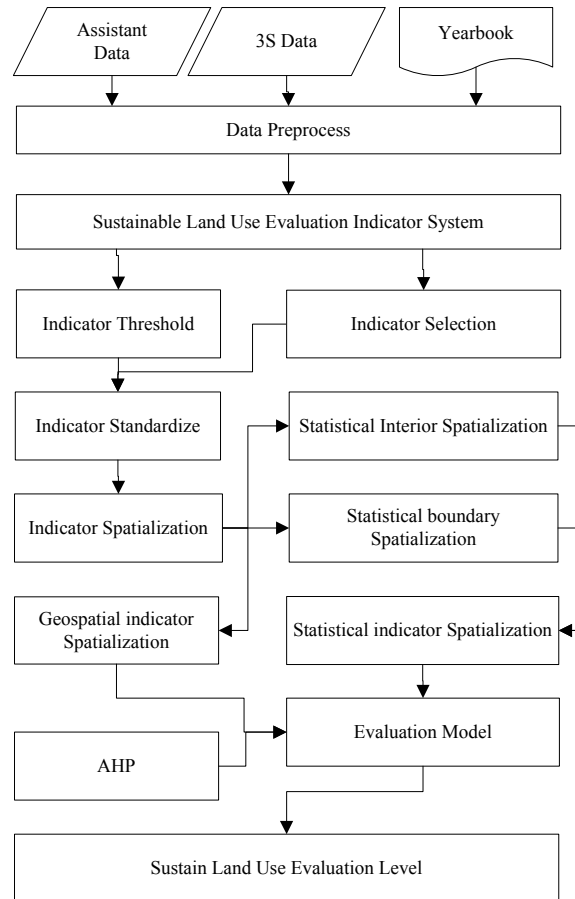 Assistant
Data
3S Data
Yearbook
Data Preprocess
Sustainable Land Use Evaluation Indicator System
Indicator Threshold
Indicator Selection
Indicator Standardize
Statistical Interior Spatialization
Indicator Spatialization
Statistical boundary
Spatialization
Geospatial indicator
Spatialization
Statistical indicator Spatialization
Evaluation Model
AHP
Sustain Land Use Evaluation Level